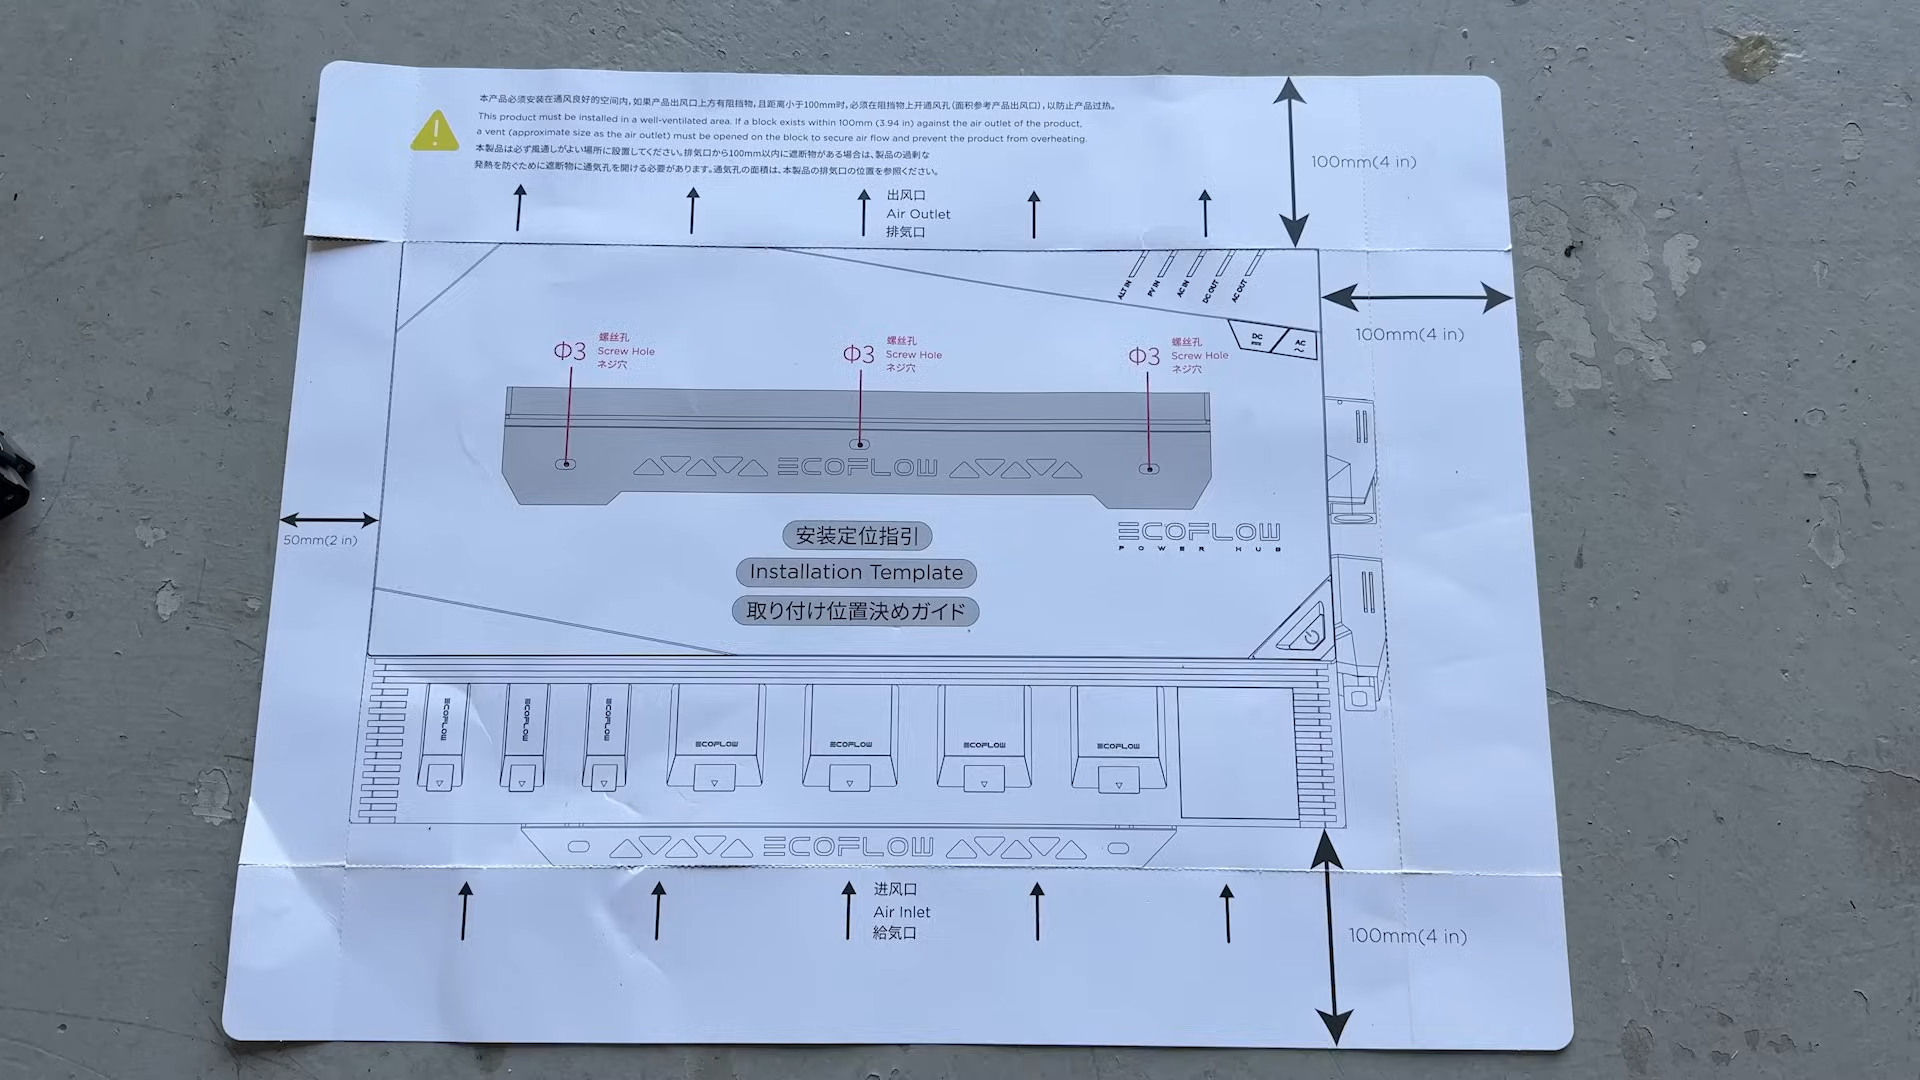 本产品必须安装在通风良好的空间内，如果产品出风口上方有阻挡物，且距离小于100mm时，必须在阻挡物上开通风孔（面积参考产品出风口），以防止产品过热。
This product must be installed in a well-ventilated area. If a block exists within 100mm (3.94 in) against the air outlet of the product,
a vent (approximate size as the air outlet) must be opened on the block to secure air flow and prevent the product from overheating.
本製品は必ず風通しがよい場所に設置してください。排気口から100mm以内に遮断物がある場合は、製品の過剰な
発熱を防ぐために遮断物に通気孔を開ける必要があります。通気孔の面積は、本製品の排気口の位置を参照ください。
100mm(4 in)
出风口
Air Outlet
排気口
ALT IN
PV IN
AC IN
DC OUT
AC OUT
100mm(4 in)
DC
AC
Φ3
螺丝孔
Screw Hole
ネジ穴
Φ3
螺丝孔
Screw Hole
ネジ穴
Φ3
螺丝孔
Screw Hole
ネジ穴
ECOFLOW
50mm(2 in)
安装定位指引
Installation Template
取り付け位置決めガイド
ECOFLOW
POWER HUB
ECOFLOW
ECOFLOW
ECOFLOW
ECOFLOW
ECOFLOW
ECOFLOW
ECOFLOW
ECOFLOW
进风口
Air Inlet
給気口
100mm(4 in)